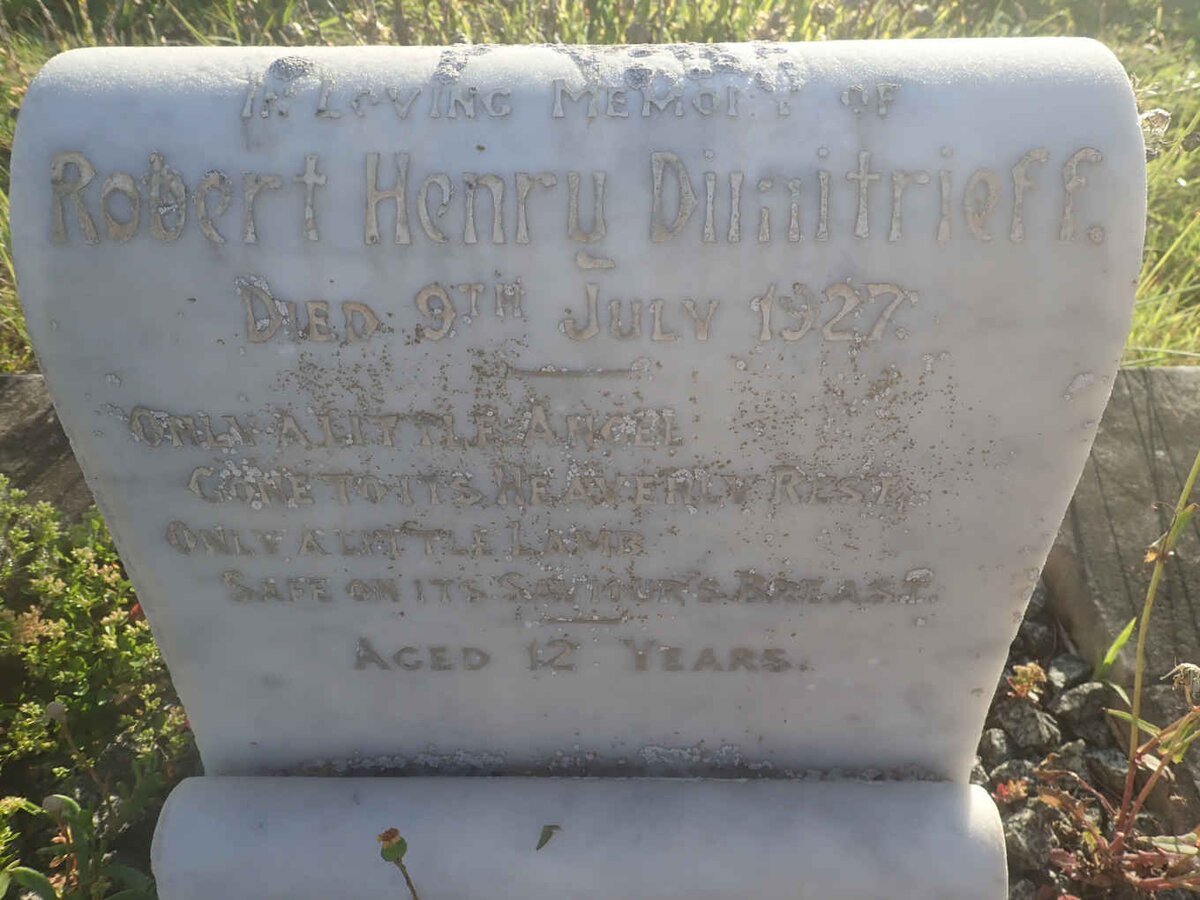 IN LOVING MEMORY OF
Robert Henry Dimitrieff.
DIED 9TH JULY 1927.
ONLY A LITTLE ANGEL
GONE TO ITS HEAVENLY REST,
ONLY A LITTLE LAMB
SAFE ON ITS SAVIOUR'S BREAST.
AGED 12 YEARS.